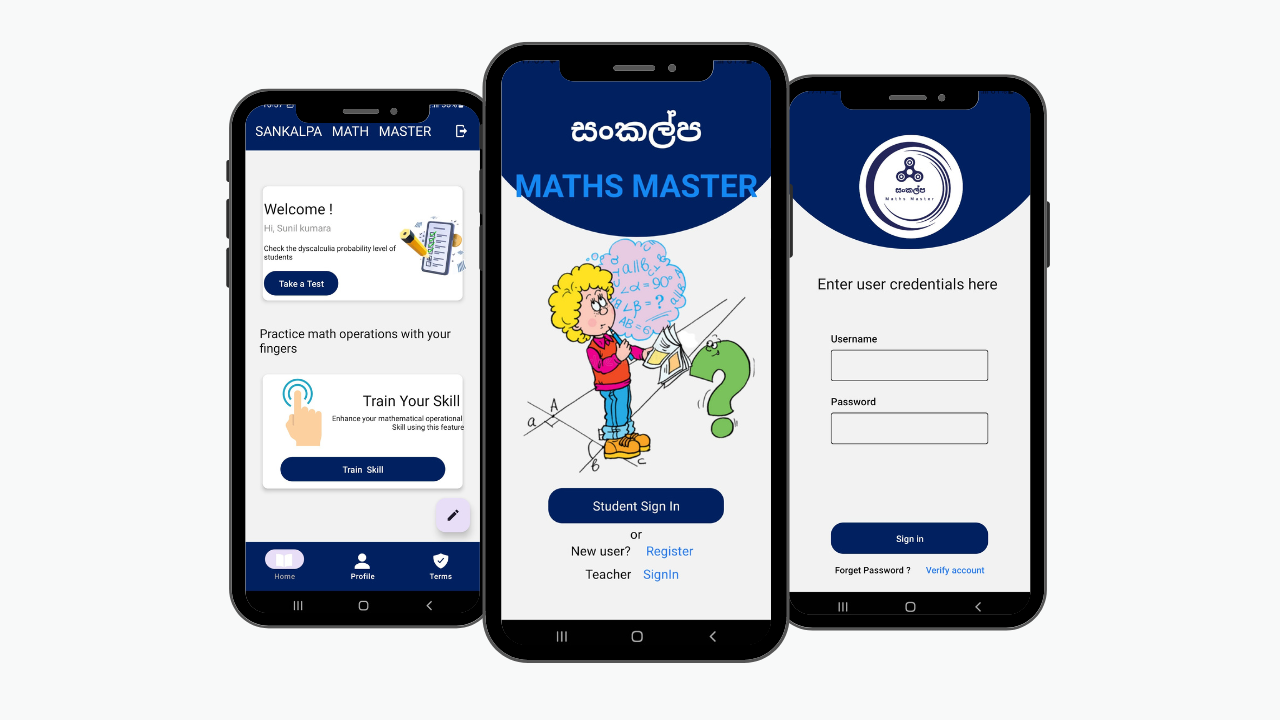 SANKALPA MATH MASTER
Welcome !
Hi, Sunil kumara
Check the dyscalculia probability level of
students
Take a Test
Practice math operations with your
fingers
Train Your Skill
Enhance your mathematical operational
Skill using this feature
Train Skill
Home
Profile
Terms
සංකල්ප
MATHS MASTER
∠α = 90°
∠β = ?
AB = 6
A
a
b
c
Student Sign In
or
New user? Register
Teacher SignIn
සංකල්ප
Maths Master
Enter user credentials here
Username
Password
Sign in
Forget Password ? Verify account